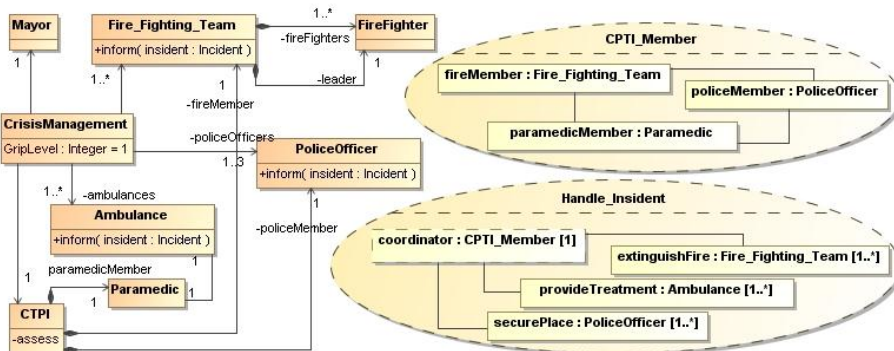 Mayor
1
Fire_Fighting_Team
+inform( insident : Incident )
1..*
-fireFighters
FireFighter
1
-leader
1..*
1
-fireMember
CrisisManagement
GripLevel : Integer = 1
-policeOfficers
1..3
PoliceOfficer
+inform( insident : Incident )
1
-policeMember
1..*
-ambulances
Ambulance
+inform( insident : Incident )
1
paramedicMember
1
Paramedic
1
1
CTPI
-assess
CPTI_Member
fireMember : Fire_Fighting_Team
policeMember : PoliceOfficer
paramedicMember : Paramedic
Handle_Insident
coordinator : CPTI_Member [1]
extinguishFire : Fire_Fighting_Team [1..*]
provideTreatment : Ambulance [1..*]
securePlace : PoliceOfficer [1..*]